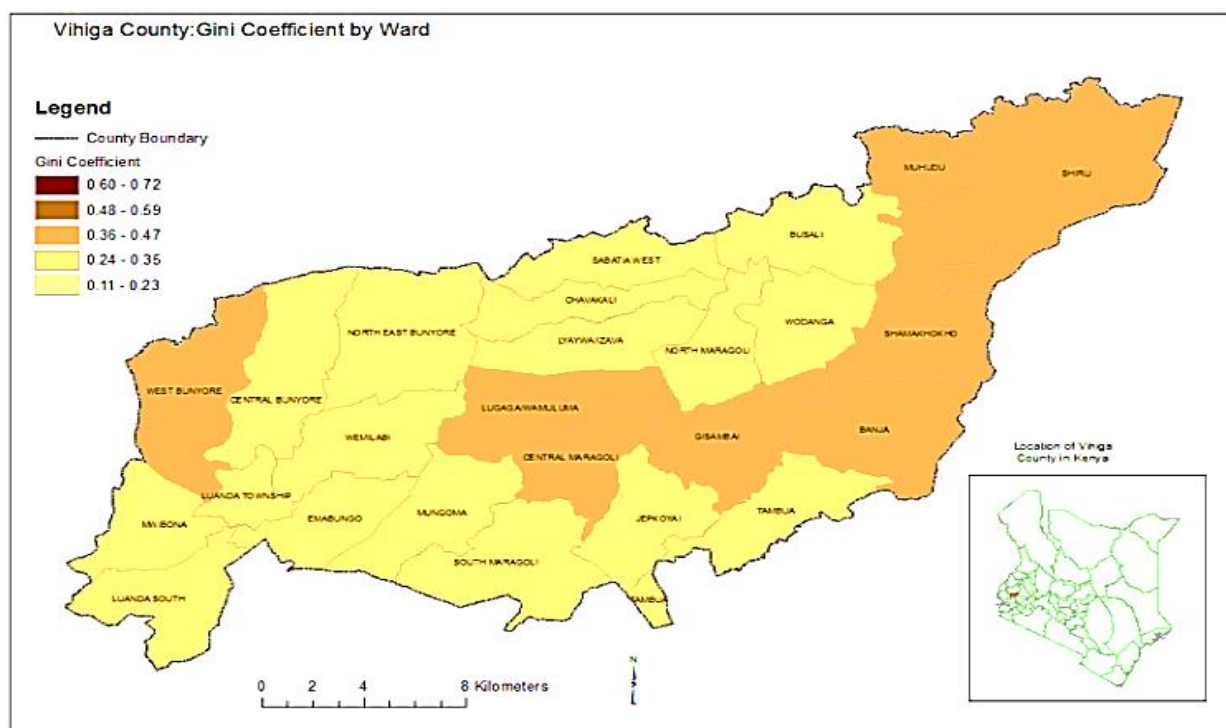 Vihiga County:Gini Coefficient by Ward
Legend
County Boundary
Gini Coefficient
0.60 - 0.72
0.48 - 0.59
0.36 - 0.47
0.24 - 0.35
0.11 - 0.23
MUHUDU
SHIRU
BUSALI
SABATIA WEST
CHAVAKALI
NORTH EAST BUNYORE
WODANGA
SHAMAKHOKHO
LYAYWA/IZAVA
NORTH MARAGOLI
WEST BUNYORE
CENTRAL BUNYORE
LUGAGA/WAMULUMA
WEMILABI
GISAMBAI
BANJA
CENTRAL MARAGOLI
LUANDA TOWNSHIP
MWIBONA
EMABUNGO
MUNGOMA
JEPKOYAI
TAMBUA
SOUTH MARAGOLI
LUANDA SOUTH
TAMBUA
Location of Vihiga
County in Kenya
N
0 2 4 8 Kilometers